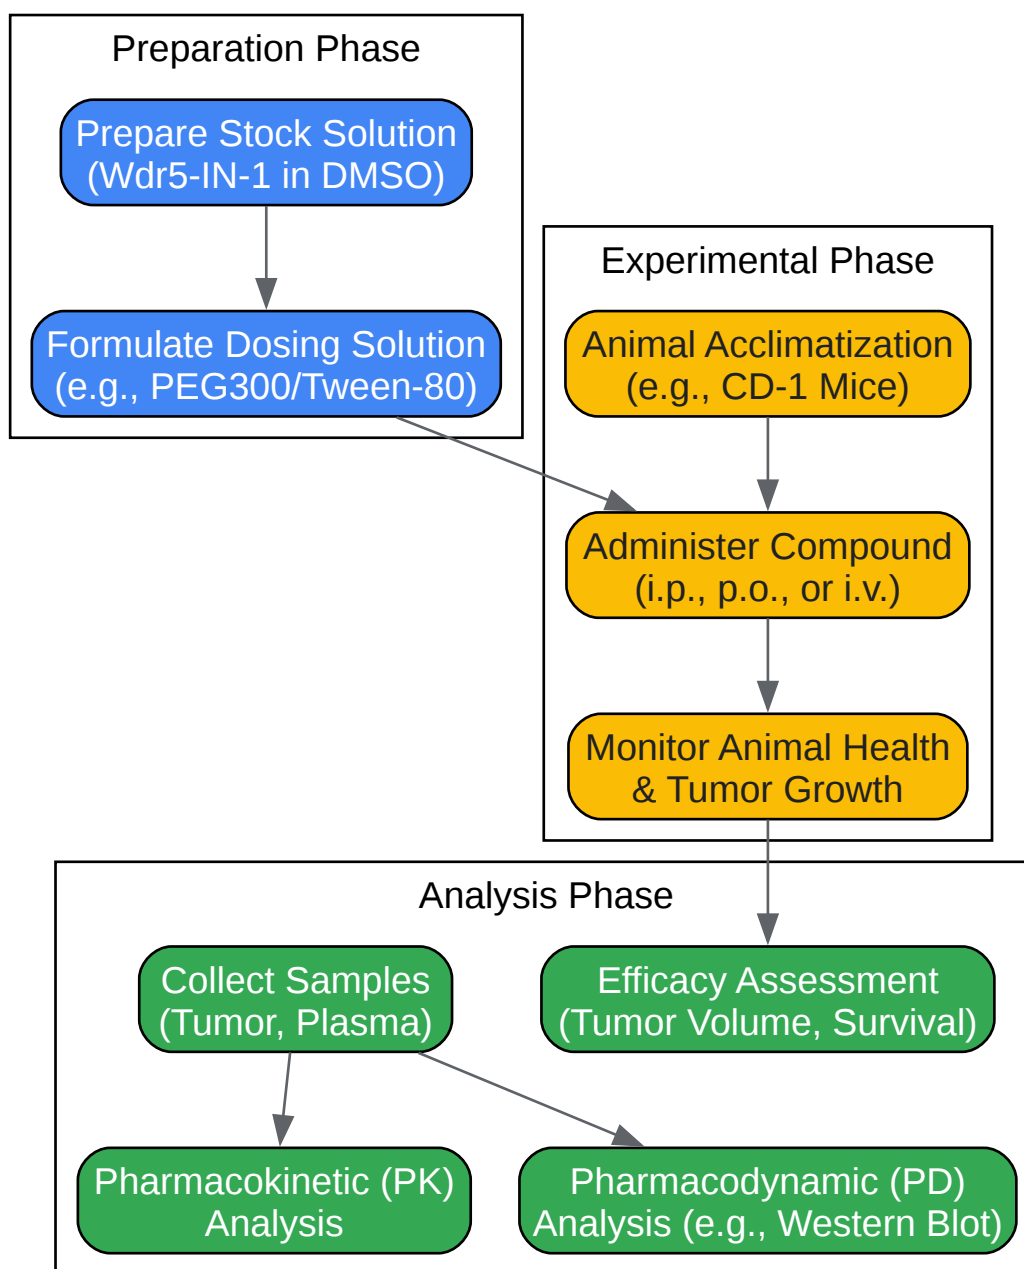 Preparation Phase
Prepare Stock Solution
(Wdr5-IN-1 in DMSO)
Formulate Dosing Solution
(e.g., PEG300/Tween-80)
Experimental Phase
Animal Acclimatization
(e.g., CD-1 Mice)
Administer Compound
(i.p., p.o., or i.v.)
Monitor Animal Health
& Tumor Growth
Analysis Phase
Collect Samples
(Tumor, Plasma)
Efficacy Assessment
(Tumor Volume, Survival)
Pharmacokinetic (PK)
Analysis
Pharmacodynamic (PD)
Analysis (e.g., Western Blot)